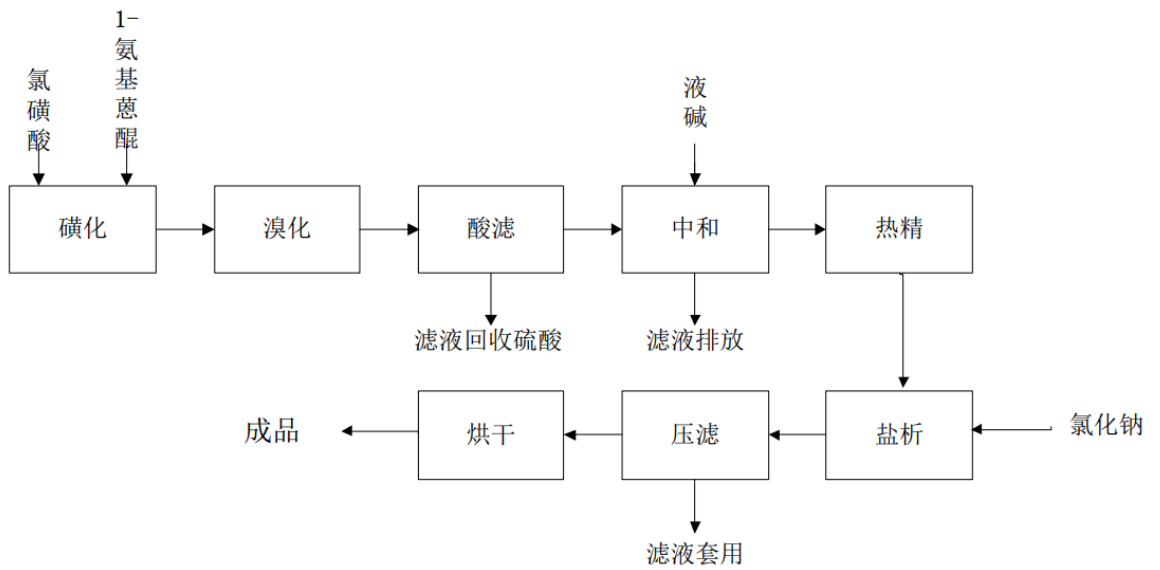 氯磺酸
1-氨基蒽醌
液碱
磺化
溴化
酸滤
中和
热精
滤液回收硫酸
滤液排放
成品
烘干
压滤
盐析
氯化钠
滤液套用